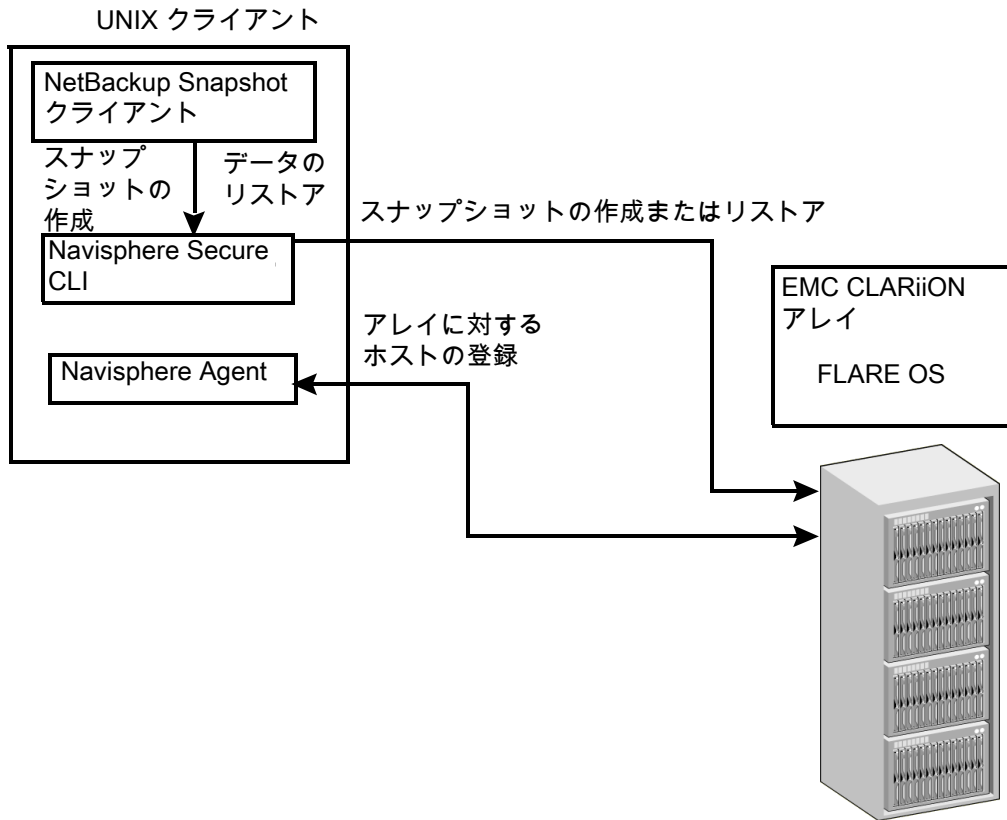 UNIX クライアント
NetBackup Snapshot
クライアント
スナップ
ショットの
作成
データの
リストア
スナップショットの作成またはリストア
Navisphere Secure
CLI
EMC CLARiiON
アレイ
FLARE OS
アレイに対する
ホストの登録
Navisphere Agent